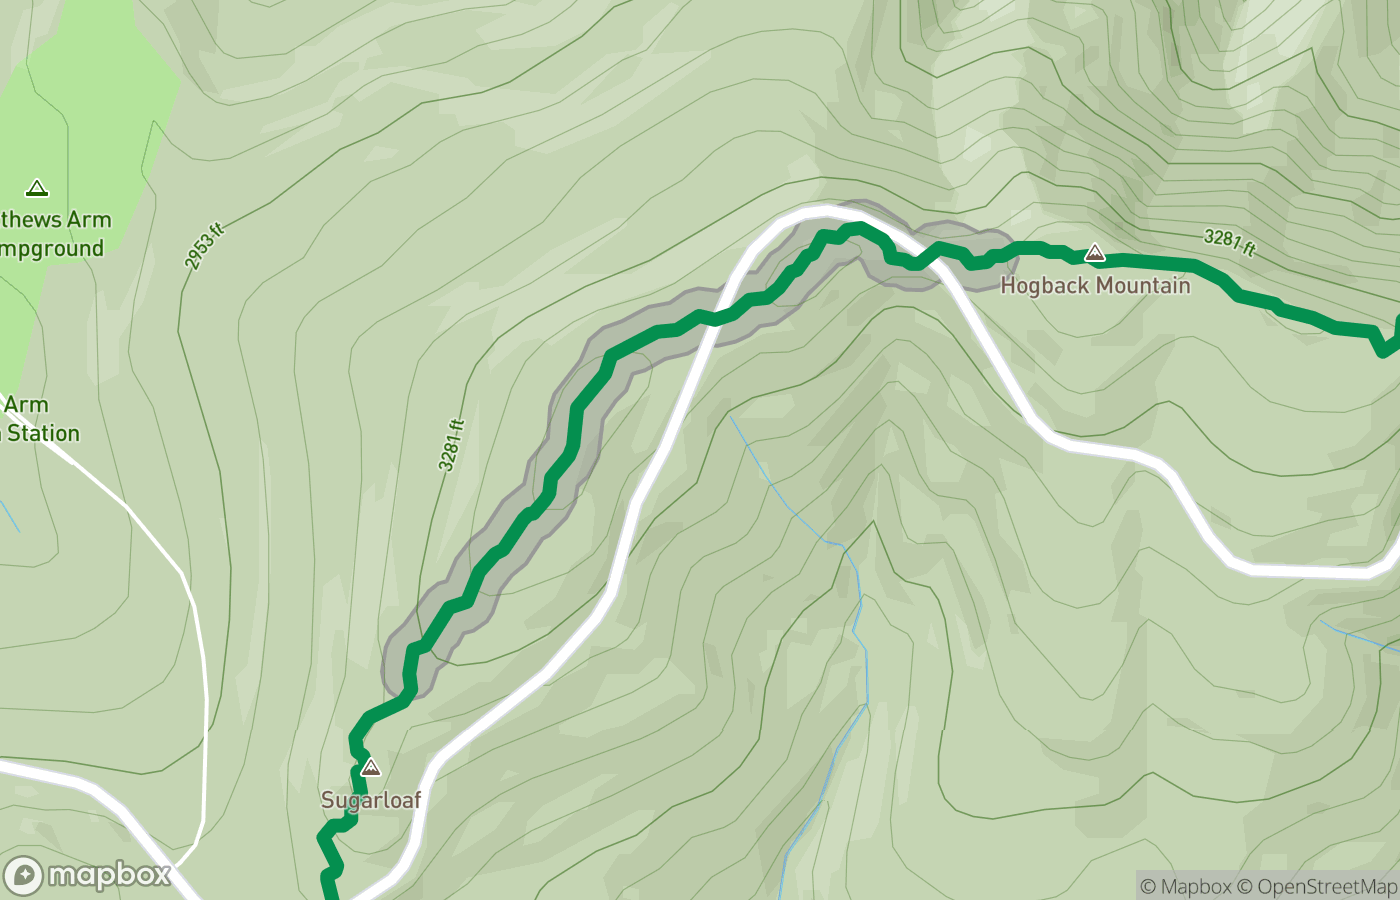 thews Arm
mpground
2953 ft
3281 ft
Hogback Mountain
Arm
Station
3281 ft
Sugarloaf
mapbox
© Mapbox © OpenStreetMap